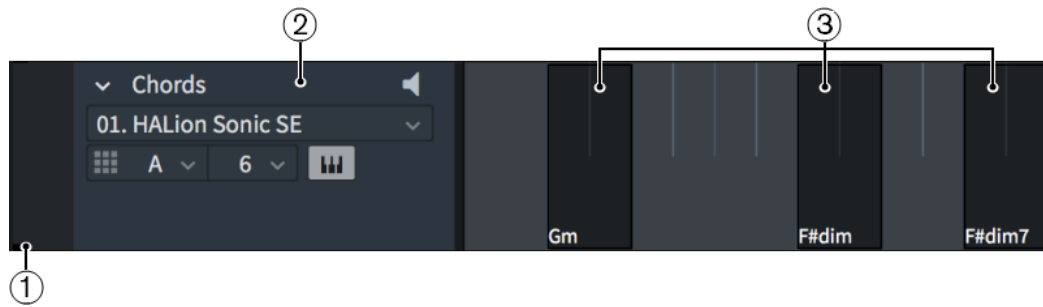 ② ③
Chords
01. HALion Sonic SE
A 6
Gm F#dim F#dim7
①